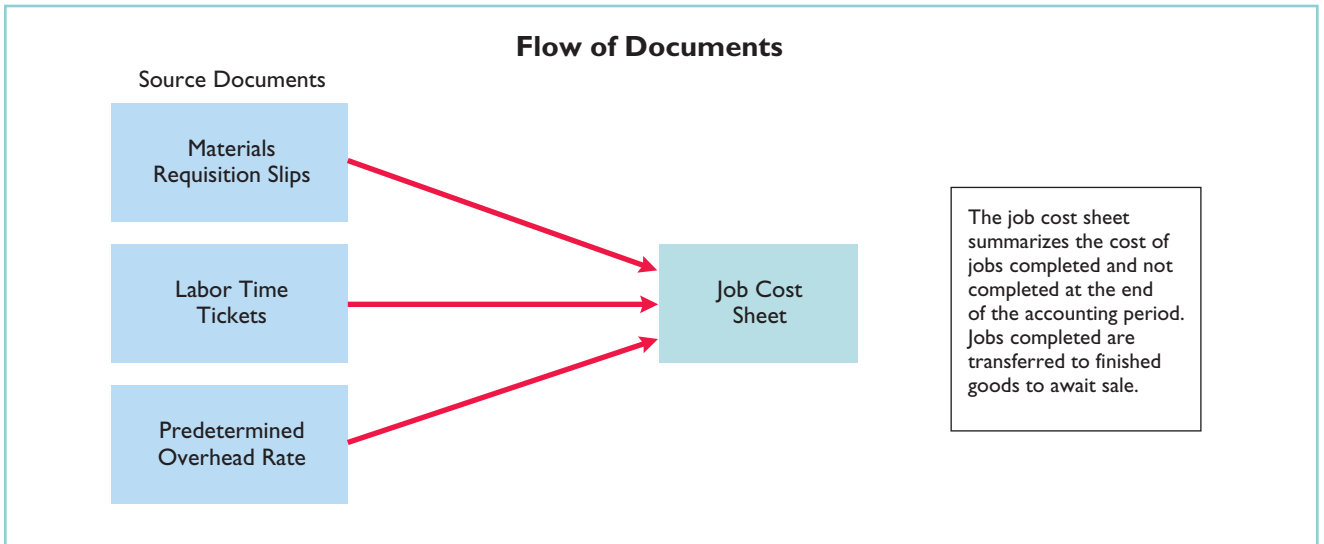 Flow of Documents
Source Documents
Materials
Requisition Slips
Labor Time
Tickets
Predetermined
Overhead Rate
Job Cost
Sheet
The job cost sheet
summarizes the cost of
jobs completed and not
completed at the end
of the accounting period.
Jobs completed are
transferred to finished
goods to await sale.